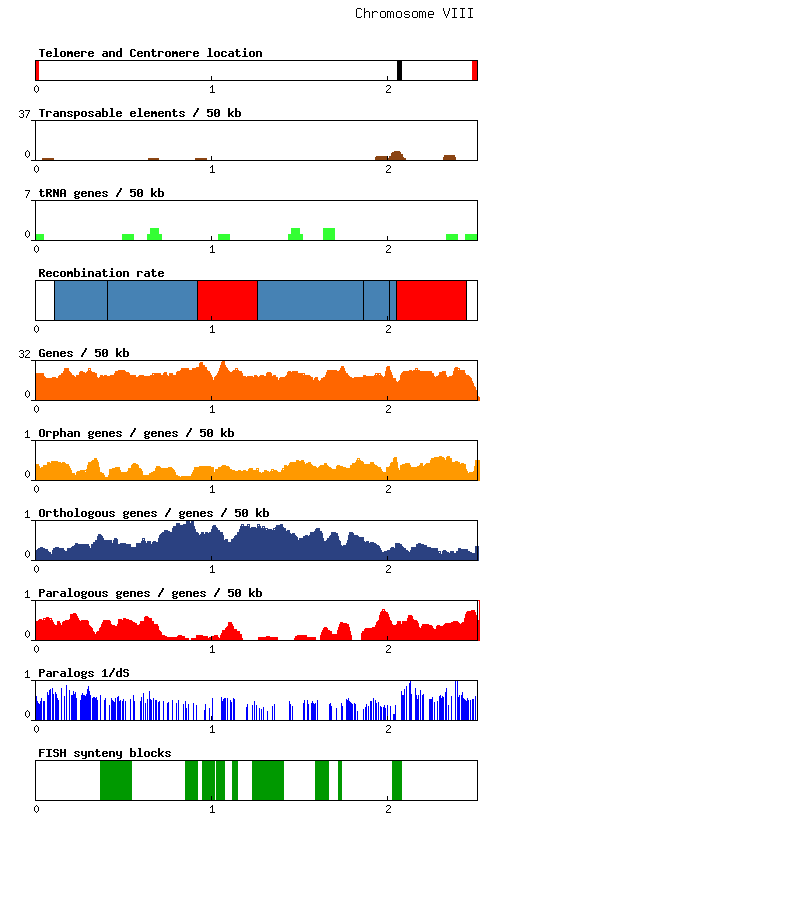 Chromosome VIII
Telomere and Centromere location
0 1 2
Transposable elements / 50 kb
37
0
0 1 2
tRNA genes / 50 kb
7
0
0 1 2
Recombination rate
0 1 2
Genes / 50 kb
32
0
0 1 2
Orphan genes / genes / 50 kb
1
0
0 1 2
Orthologous genes / genes / 50 kb
1
0
0 1 2
Paralogous genes / genes / 50 kb
1
0
0 1 2
Paralogs 1/dS
1
0
0 1 2
FISH synteny blocks
0 1 2